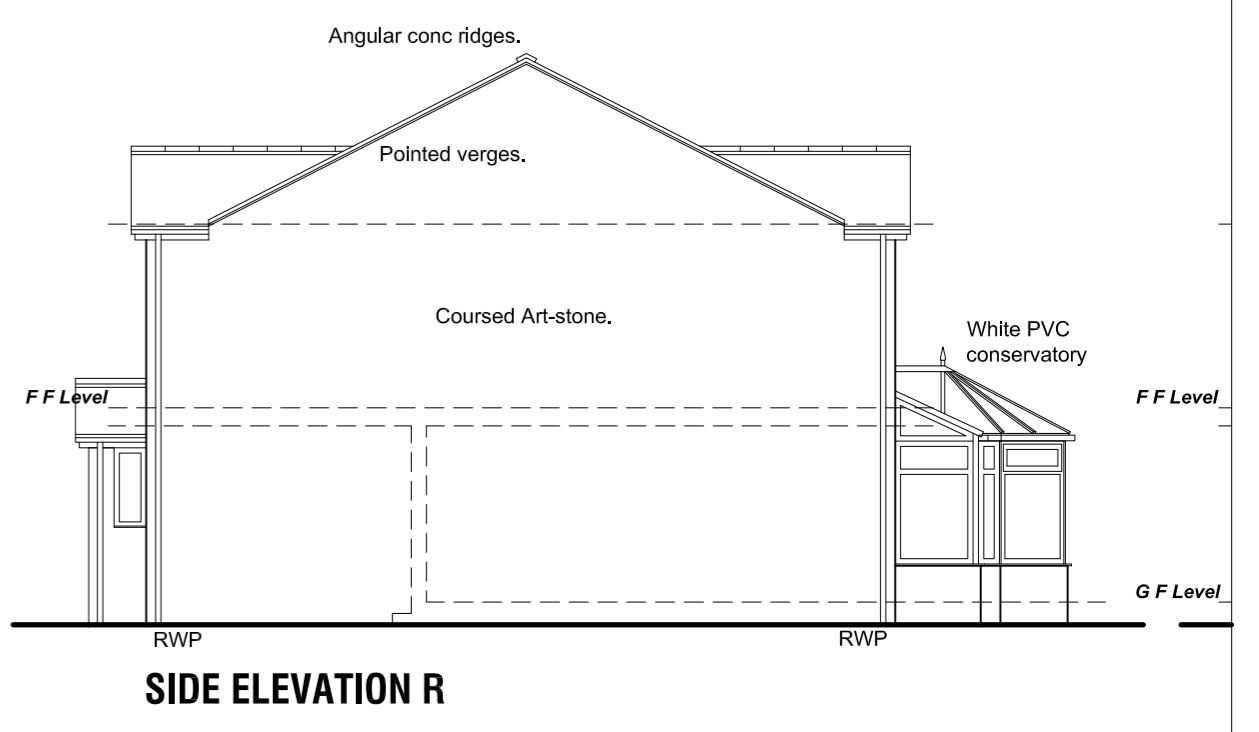 Angular conc ridges.
Pointed verges.
Coursed Art-stone.
White PVC
conservatory
F F Level
F F Level
G F Level
RWP
RWP
SIDE ELEVATION R